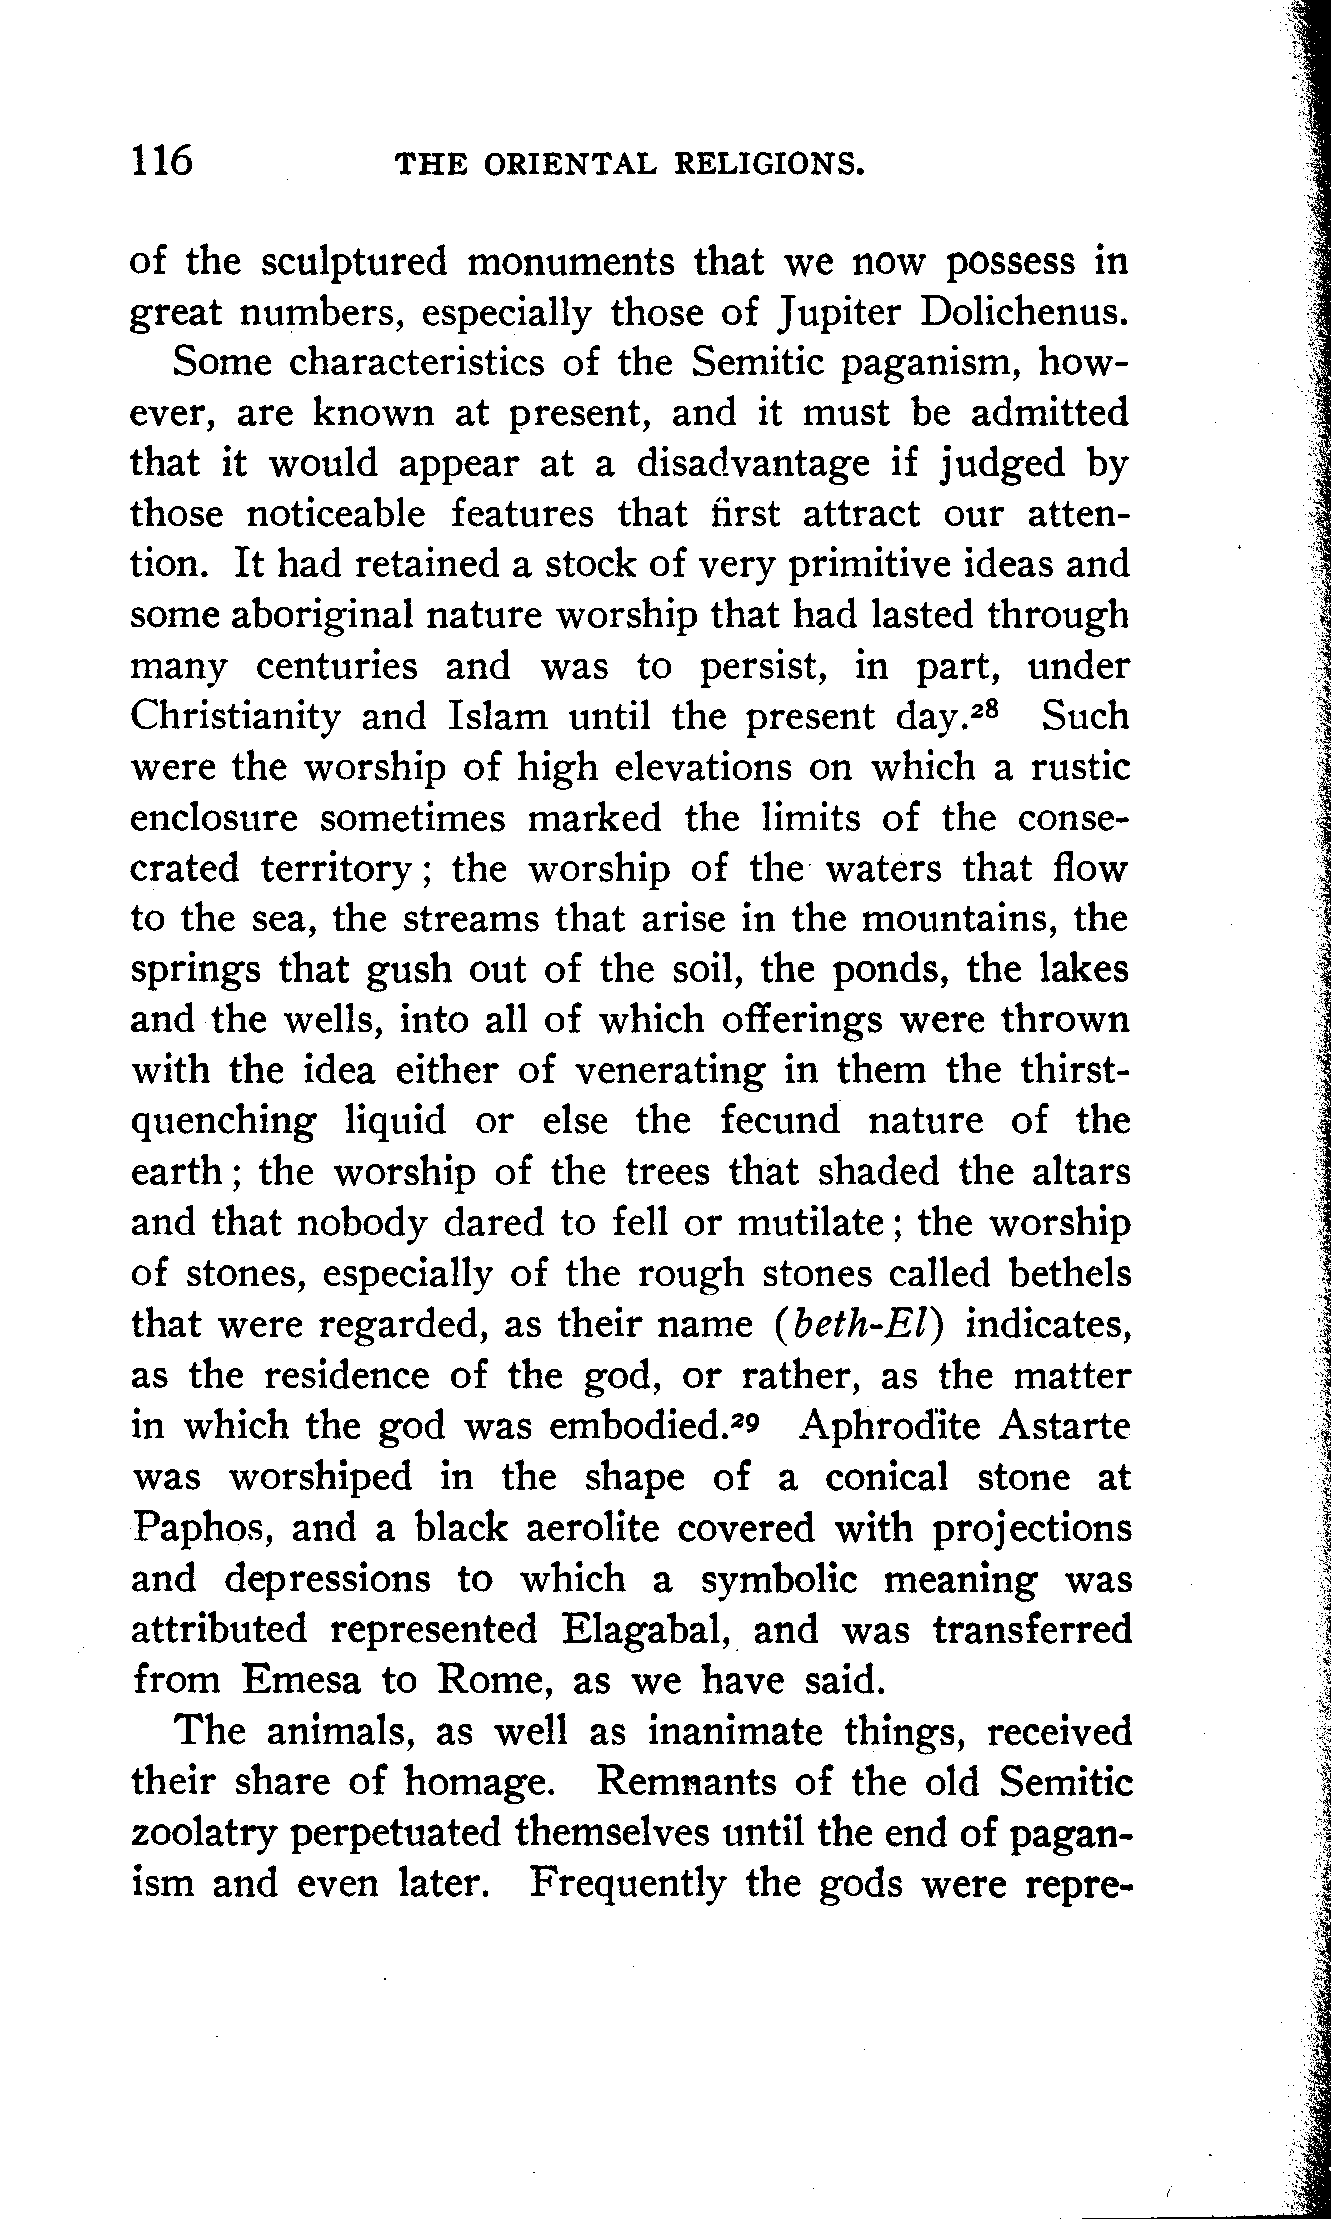 116 THE ORIENTAL RELIGIONS.
of the sculptured monuments that we now possess in
great numbers, especially those of Jupiter Dolichenus.
Some characteristics of the Semitic paganism, how-
ever, are known at present, and it must be admitted
that it would appear at a disadvantage if judged by
those noticeable features that first attract our atten-
tion. It had retained a stock of very primitive ideas and
some aboriginal nature worship that had lasted through
many centuries and was to persist, in part, under
Christianity and Islam until the present day.²⁸ Such
were the worship of high elevations on which a rustic
enclosure sometimes marked the limits of the conse-
crated territory; the worship of the waters that flow
to the sea, the streams that arise in the mountains, the
springs that gush out of the soil, the ponds, the lakes
and the wells, into all of which offerings were thrown
with the idea either of venerating in them the thirst-
quenching liquid or else the fecund nature of the
earth; the worship of the trees that shaded the altars
and that nobody dared to fell or mutilate; the worship
of stones, especially of the rough stones called bethels
that were regarded, as their name (beth-El) indicates,
as the residence of the god, or rather, as the matter
in which the god was embodied.²⁹ Aphrodite Astarte
was worshiped in the shape of a conical stone at
Paphos, and a black aerolite covered with projections
and depressions to which a symbolic meaning was
attributed represented Elagabal, and was transferred
from Emesa to Rome, as we have said.
The animals, as well as inanimate things, received
their share of homage. Remnants of the old Semitic
zoolatry perpetuated themselves until the end of pagan-
ism and even later. Frequently the gods were repre-